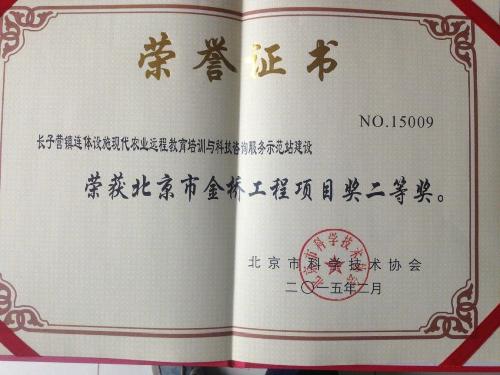 荣誉证书
NO.15009
长子营镇连体设施现代农业远程教育培训与科技咨询服务示范站建设
荣获北京市金桥工程项目奖二等奖。
北京市科学技术协会
二〇一五年二月